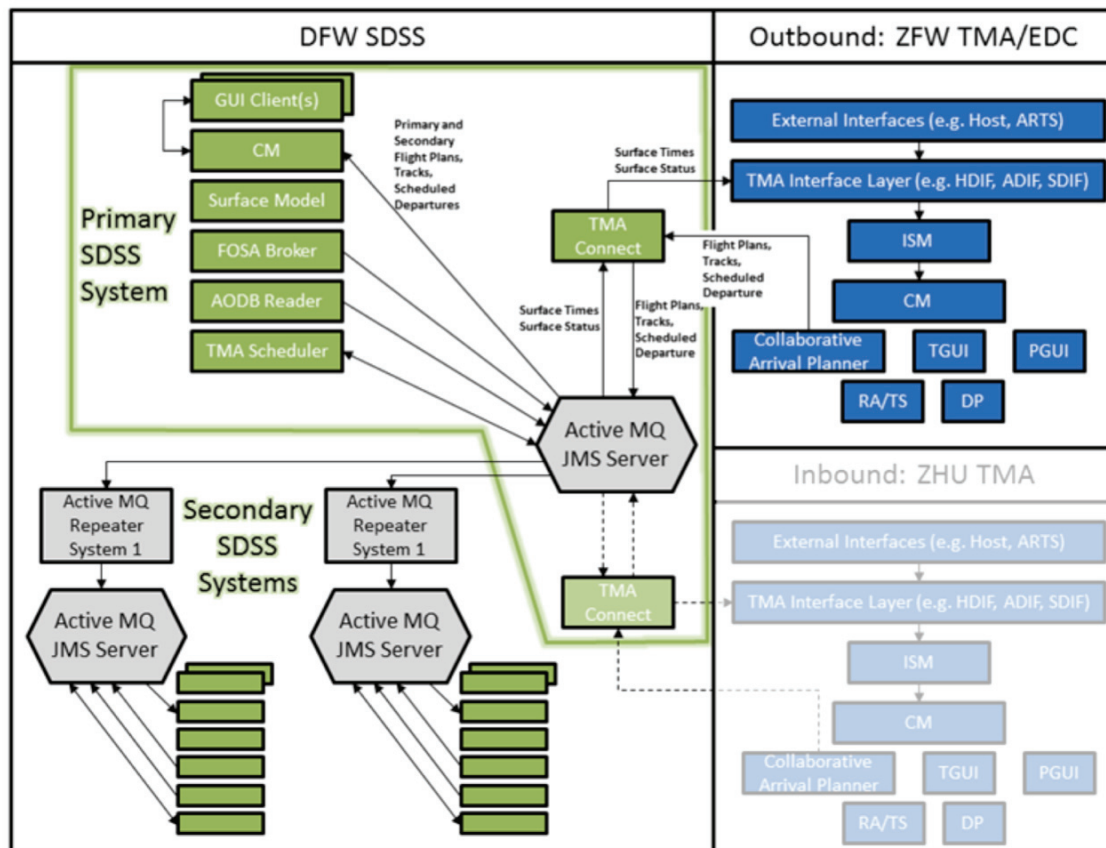 DFW SDSS
Outbound: ZFW TMA/EDC
GUI Client(s)
CM
Surface Model
FOSA Broker
AODB Reader
TMA Scheduler
Primary
SDSS
System
Primary and
Secondary
Flight Plans,
Tracks,
Scheduled
Departures
Surface Times
Surface Status
TMA
Connect
Flight Plans,
Tracks,
Scheduled
Departure
Surface Times
Surface Status
Flight Plans,
Tracks,
Scheduled
Departure
Active MQ
JMS Server
External Interfaces (e.g. Host, ARTS)
TMA Interface Layer (e.g. HDIF, ADIF, SDIF)
ISM
CM
Collaborative
Arrival Planner
TGUI
PGUI
RA/TS
DP
Active MQ
Repeater
System 1
Secondary
SDSS
Systems
Active MQ
Repeater
System 1
Active MQ
JMS Server
Active MQ
JMS Server
TMA
Connect
Inbound: ZHU TMA
External Interfaces (e.g. Host, ARTS)
TMA Interface Layer (e.g. HDIF, ADIF, SDIF)
ISM
CM
Collaborative
Arrival Planner
TGUI
PGUI
RA/TS
DP